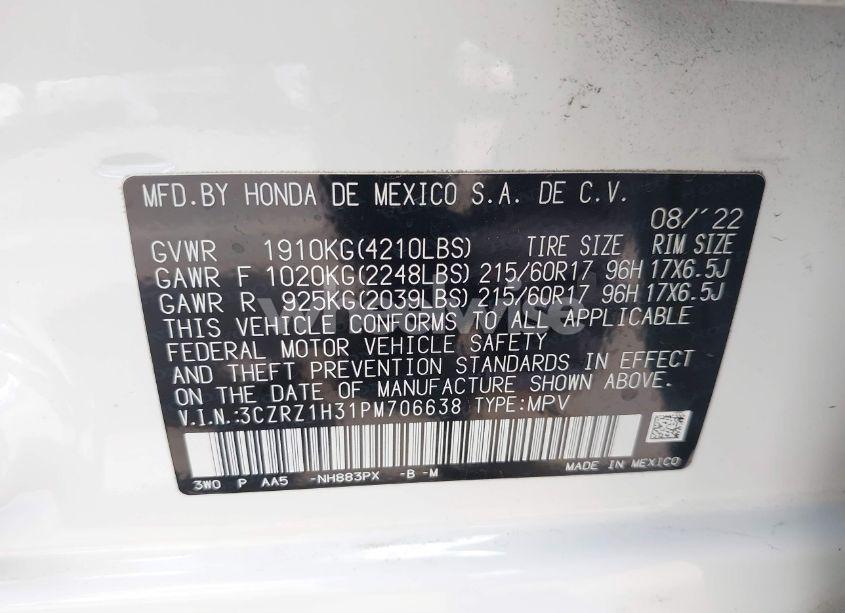 MFD.BY HONDA DE MEXICO S.A. DE C.V.
08/'22
GVWR 1910KG(4210LBS) TIRE SIZE RIM SIZE
GAWR F 1020KG(2248LBS) 215/60R17 96H 17X6.5J
GAWR R 925KG(2039LBS) 215/60R17 96H 17X6.5J
THIS VEHICLE CONFORMS TO ALL APPLICABLE
FEDERAL MOTOR VEHICLE SAFETY
AND THEFT PREVENTION STANDARDS IN EFFECT
ON THE DATE OF MANUFACTURE SHOWN ABOVE.
V.I.N.:3CZRZ1H31PM706638 TYPE:MPV
3WO P AA5 -NH883PX -B -M MADE IN MEXICO
wheelwise